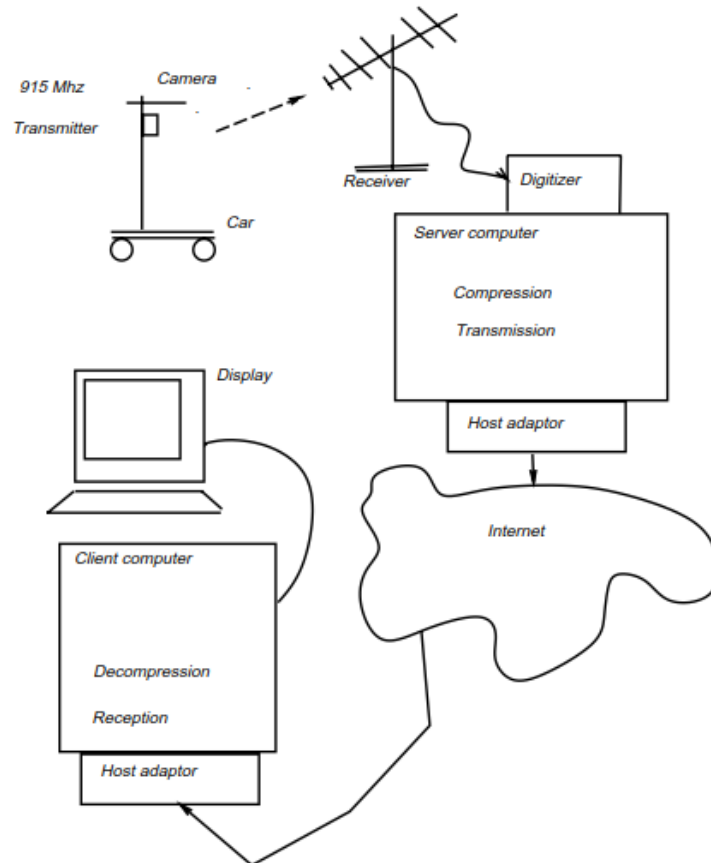 915 Mhz
Camera
Transmitter
Receiver
Digitizer
Car
Server computer
Compression
Transmission
Display
Host adaptor
Internet
Client computer
Decompression
Reception
Host adaptor